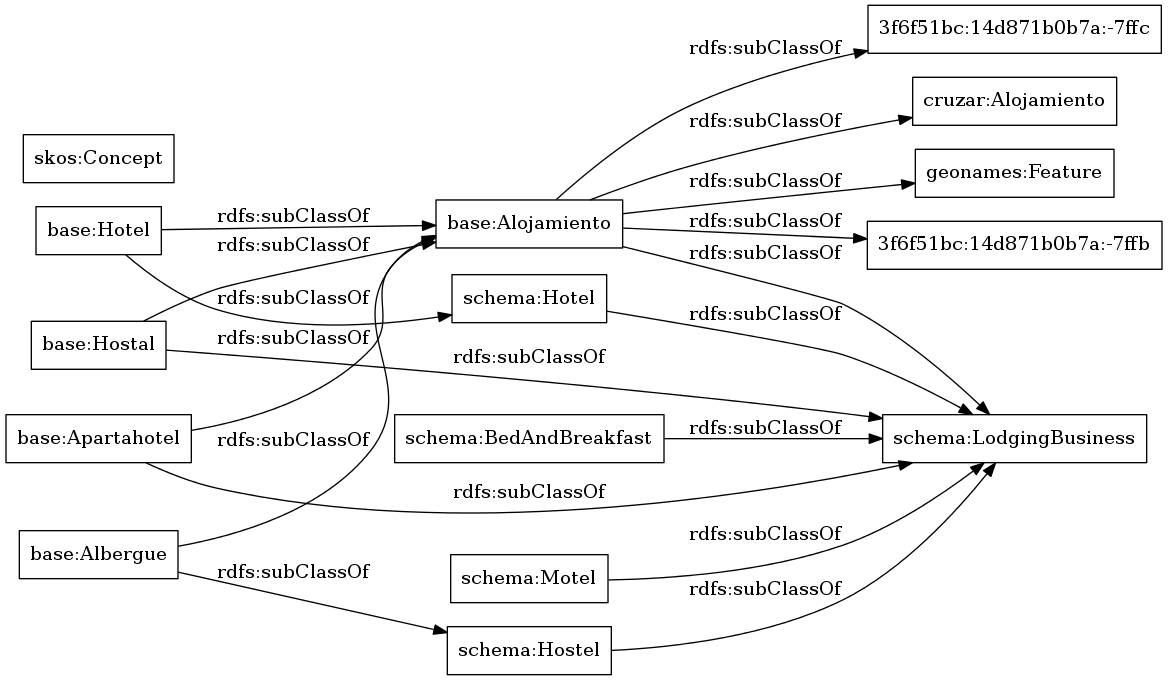 3f6f51bc:14d871b0b7a:-7ffc
rdfs:subClassOf
cruzar:Alojamiento
rdfs:subClassOf
skos:Concept
geonames:Feature
rdfs:subClassOf
base:Hotel
rdfs:subClassOf
base:Alojamiento
rdfs:subClassOf
3f6f51bc:14d871b0b7a:-7ffb
rdfs:subClassOf
rdfs:subClassOf
rdfs:subClassOf
schema:Hotel
rdfs:subClassOf
base:Hostal
rdfs:subClassOf
rdfs:subClassOf
base:Apartahotel
rdfs:subClassOf
schema:BedAndBreakfast
rdfs:subClassOf
schema:LodgingBusiness
rdfs:subClassOf
rdfs:subClassOf
base:Albergue
rdfs:subClassOf
schema:Motel
rdfs:subClassOf
schema:Hostel